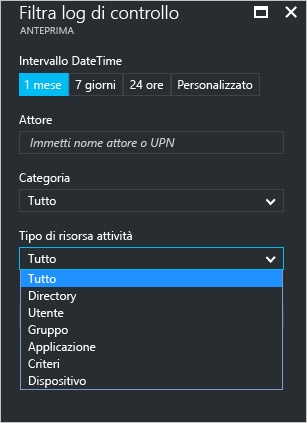 Filtra log di controllo
ANTEPRIMA
Intervallo DateTime
1 mese 7 giorni 24 ore Personalizzato
Attore
Immetti nome attore o UPN
Categoria
Tutto
Tipo di risorsa attività
Tutto
Tutto
Directory
Utente
Gruppo
Applicazione
Criteri
Dispositivo